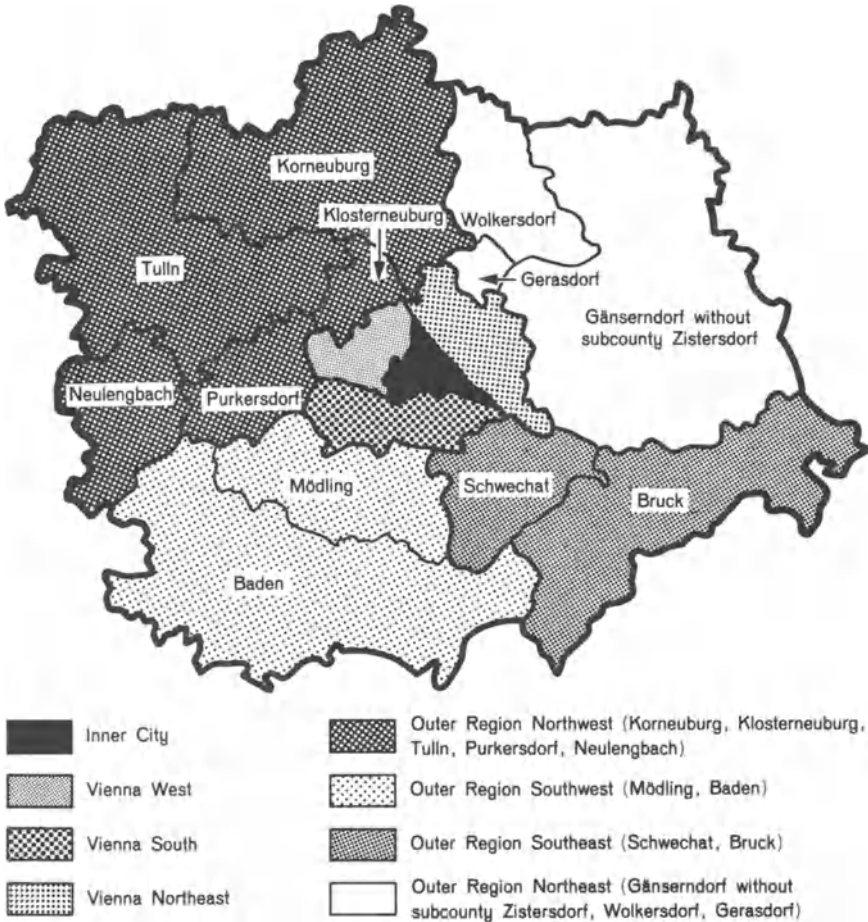 Korneuburg
Klosterneuburg
Wolkersdorf
Tulln
Gerasdorf
Gänserndorf without
subcounty Zistersdorf
Neulengbach
Purkersdorf
Mödling
Schwechat
Bruck
Baden
Inner City
Vienna West
Vienna South
Vienna Northeast
Outer Region Northwest (Korneuburg, Klosterneuburg,
Tulln, Purkersdorf, Neulengbach)
Outer Region Southwest (Mödling, Baden)
Outer Region Southeast (Schwechat, Bruck)
Outer Region Northeast (Gänserndorf without
subcounty Zistersdorf, Wolkersdorf, Gerasdorf)